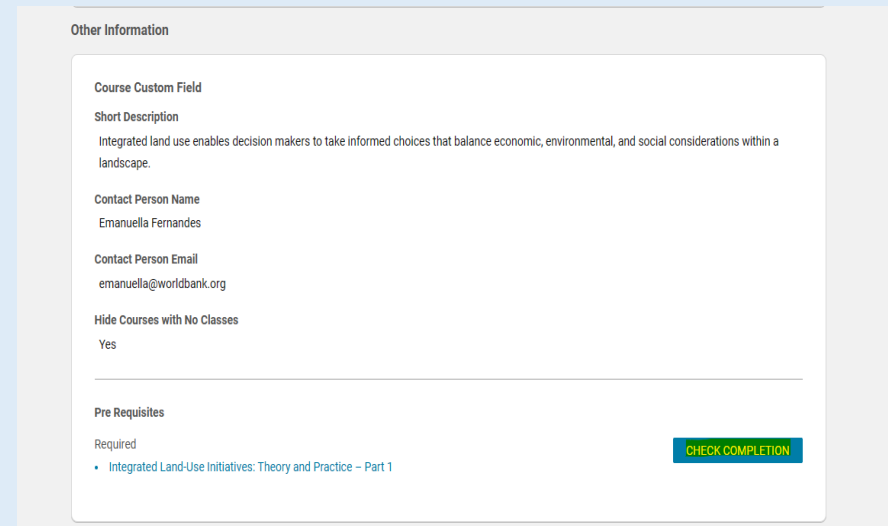 Other Information
Course Custom Field
Short Description
Integrated land use enables decision makers to take informed choices that balance economic, environmental, and social considerations within a
landscape.
Contact Person Name
Emanuella Fernandes
Contact Person Email
emanuella@worldbank.org
Hide Courses with No Classes
Yes
Pre Requisites
Required
CHECK COMPLETION
• Integrated Land-Use Initiatives: Theory and Practice – Part 1